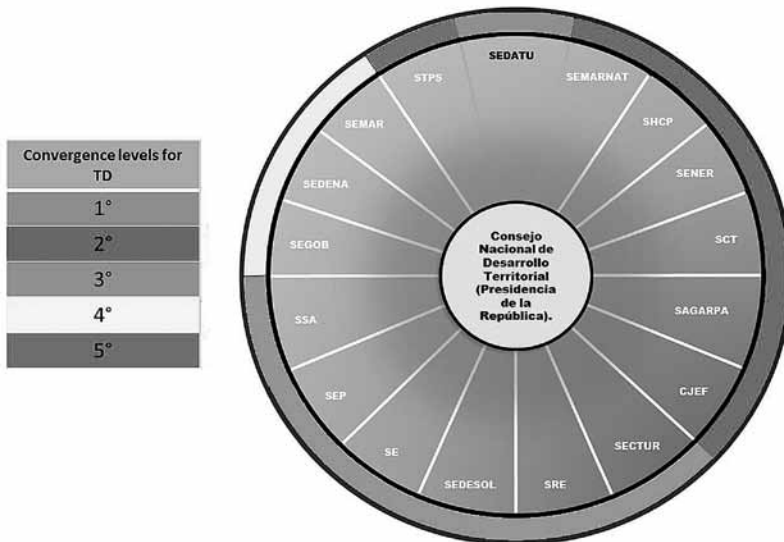 Convergence levels for
TD
1°
2°
3°
4°
5°
SEDATU
SEMARNAT
SHCP
SENER
SCT
SAGARPA
CJEF
SECTUR
SRE
SEDESOL
SE
SEP
SSA
SEGOB
SEDENA
SEMAR
STPS
Consejo
Nacional de
Desarrollo
Territorial
(Presidencia
de la
República).